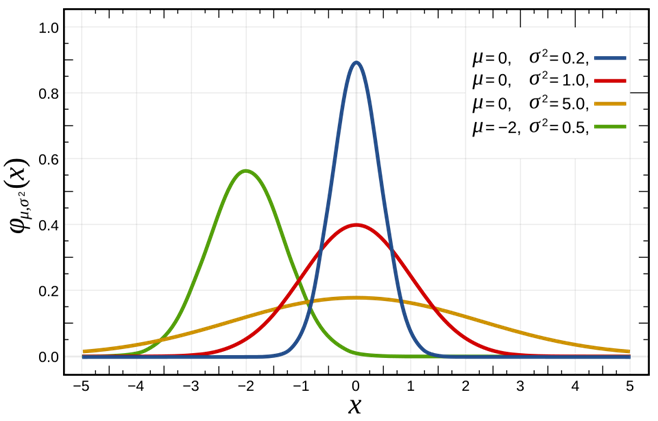 1.0
0.8
0.6
0.4
0.2
0.0
φμ,σ²(x)
μ=0, σ²=0.2,
μ=0, σ²=1.0,
μ=0, σ²=5.0,
μ=−2, σ²=0.5,
−5 −4 −3 −2 −1 0 1 2 3 4 5
x